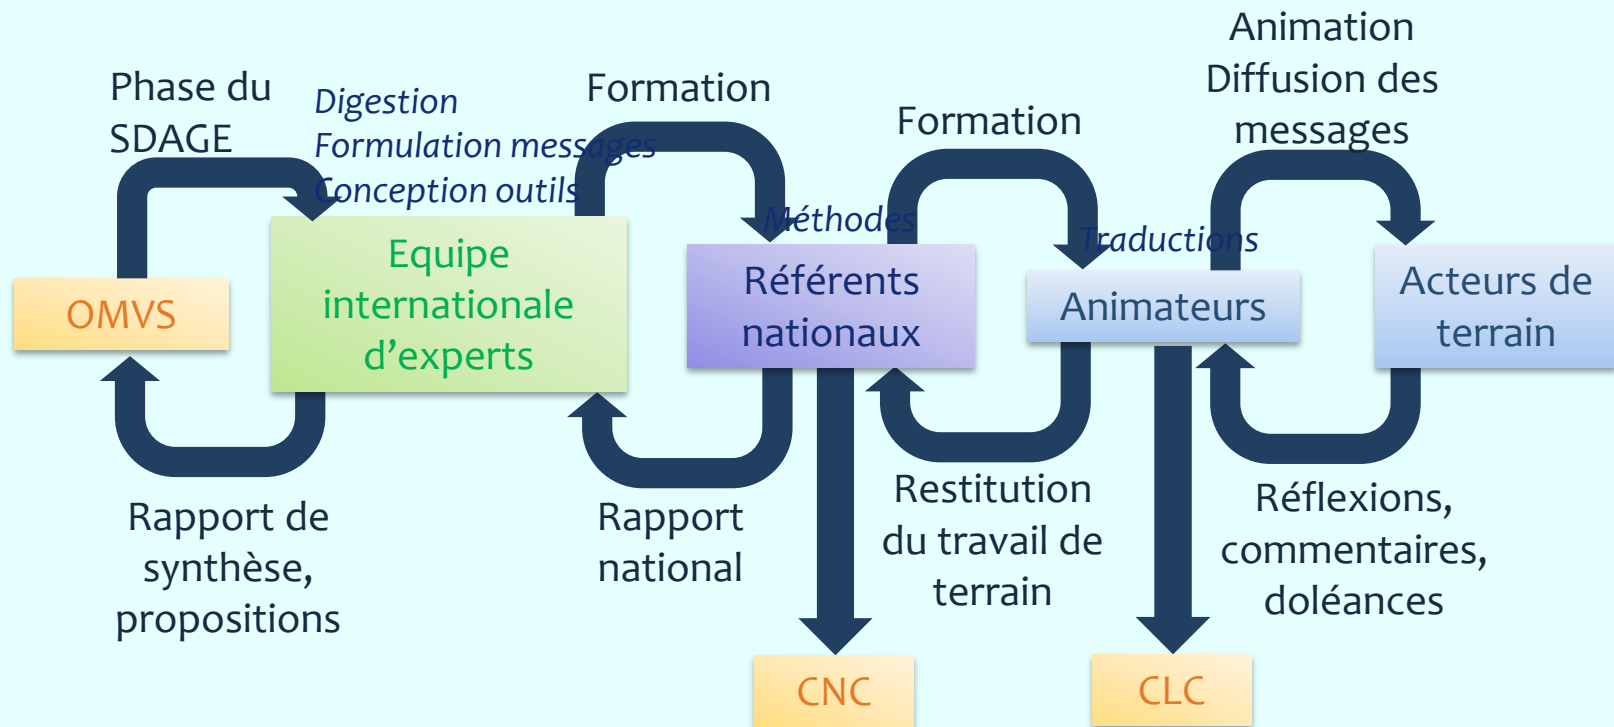 Phase du
SDAGE
Digestion
Formulation messages
Conception outils
Formation
Formation
Animation
Diffusion des
messages
Méthodes
Traductions
OMVS
Equipe
internationale
d’experts
Référents
nationaux
Animateurs
Acteurs de
terrain
Rapport de
synthèse,
propositions
Rapport
national
Restitution
du travail de
terrain
Réflexions,
commentaires,
doléances
CNC
CLC